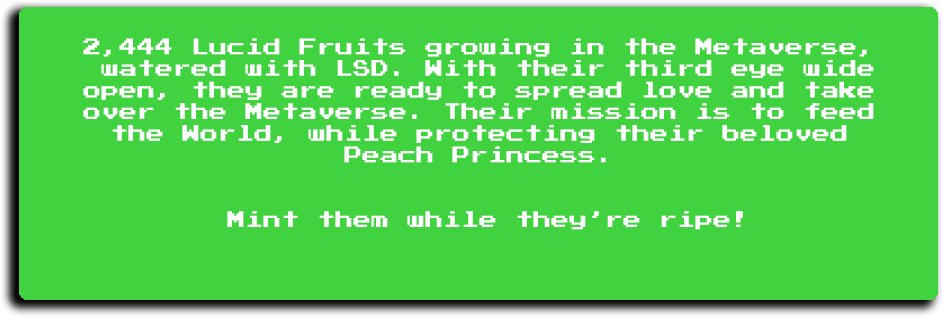 2,444 Lucid Fruits growing in the Metaverse,
watered with LSD. With their third eye wide
open, they are ready to spread love and take
over the Metaverse. Their mission is to feed
the World, while protecting their beloved
Peach Princess.
Mint them while they're ripe!